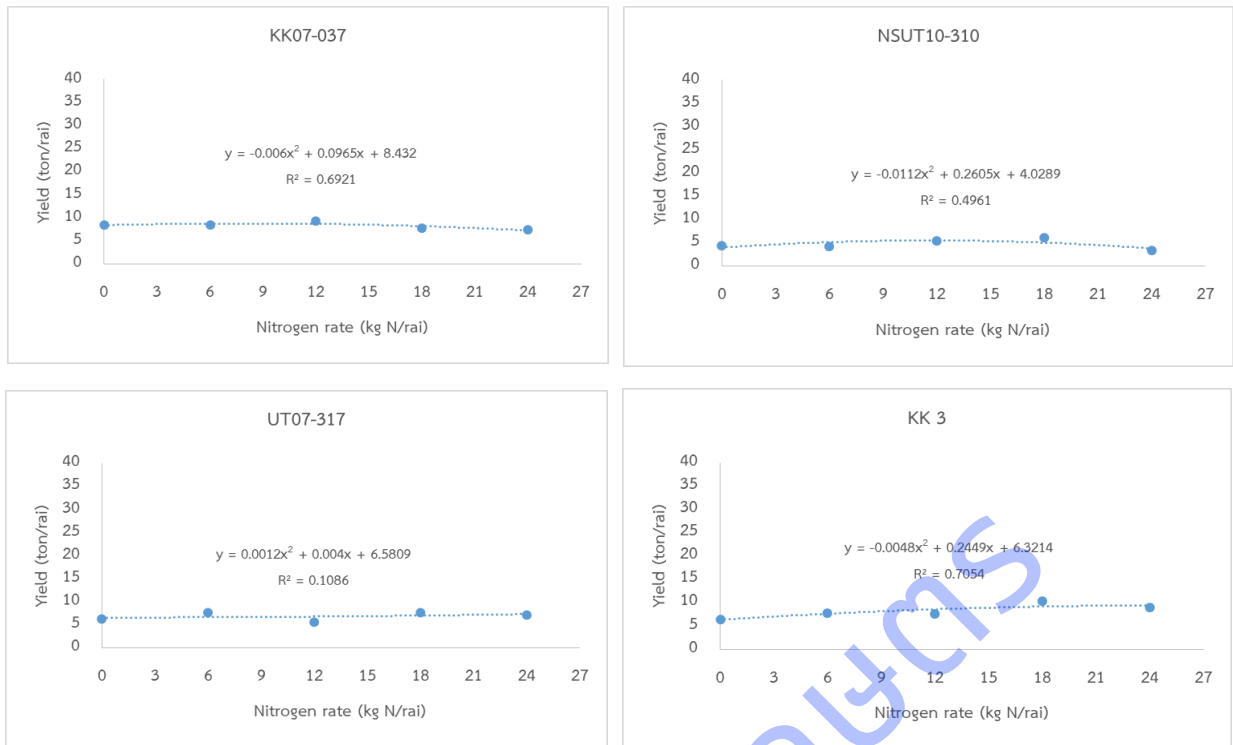 KK07-037
40
35
30
25
20
15
10
5
0
Yield (ton/rai)
y = -0.006x² + 0.0965x + 8.432
R² = 0.6921
0 3 6 9 12 15 18 21 24 27
Nitrogen rate (kg N/rai)
NSUT10-310
40
35
30
25
20
15
10
5
0
Yield (ton/rai)
y = -0.0112x² + 0.2605x + 4.0289
R² = 0.4961
0 3 6 9 12 15 18 21 24 27
Nitrogen rate (kg N/rai)
UT07-317
40
35
30
25
20
15
10
5
0
Yield (ton/rai)
y = 0.0012x² + 0.004x + 6.5809
R² = 0.1086
0 3 6 9 12 15 18 21 24 27
Nitrogen rate (kg N/rai)
KK 3
40
35
30
25
20
15
10
5
0
Yield (ton/rai)
y = -0.0048x² + 0.2449x + 6.3214
R² = 0.7054
0 3 6 9 12 15 18 21 24 27
Nitrogen rate (kg N/rai)